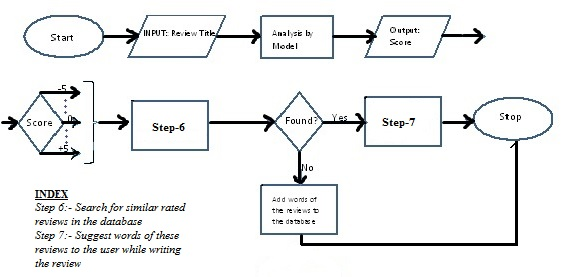 Start
INPUT: Review Title
Analysis by
Model
Output:
Score
Score
-5
0
+5
Step-6
Found?
Yes
Step-7
Stop
No
Add words of
the reviews to
the database
INDEX
Step 6:- Search for similar rated
reviews in the database
Step 7:- Suggest words of these
reviews to the user while writing
the review